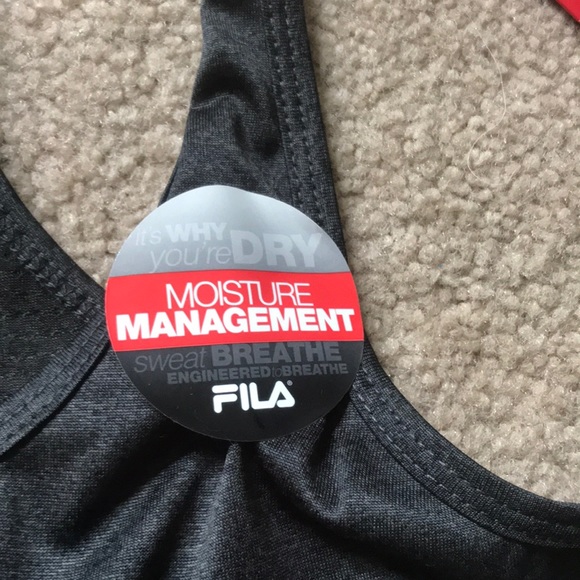 it's WHY
you're DRY
MOISTURE
MANAGEMENT
sweat BREATHE
ENGINEERED to BREATHE
FILA®